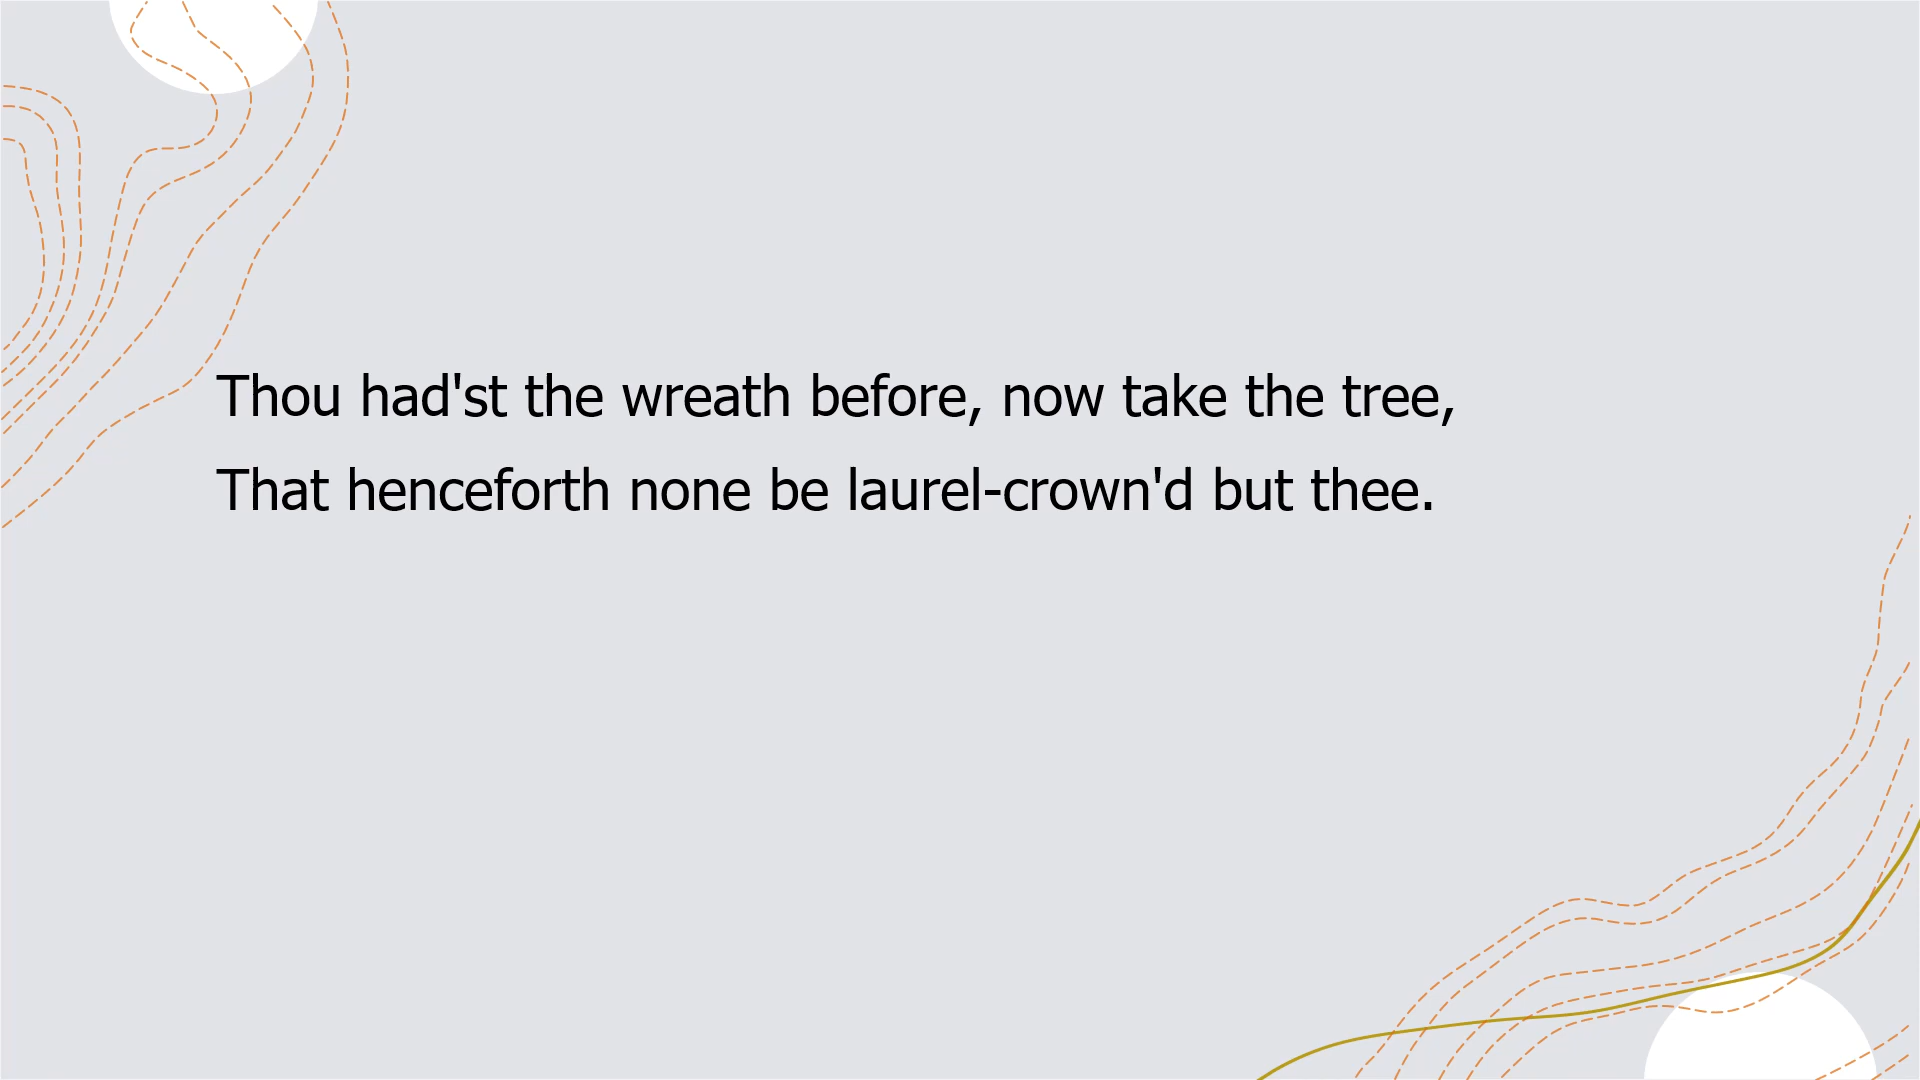 Thou had'st the wreath before, now take the tree,
That henceforth none be laurel-crown'd but thee.